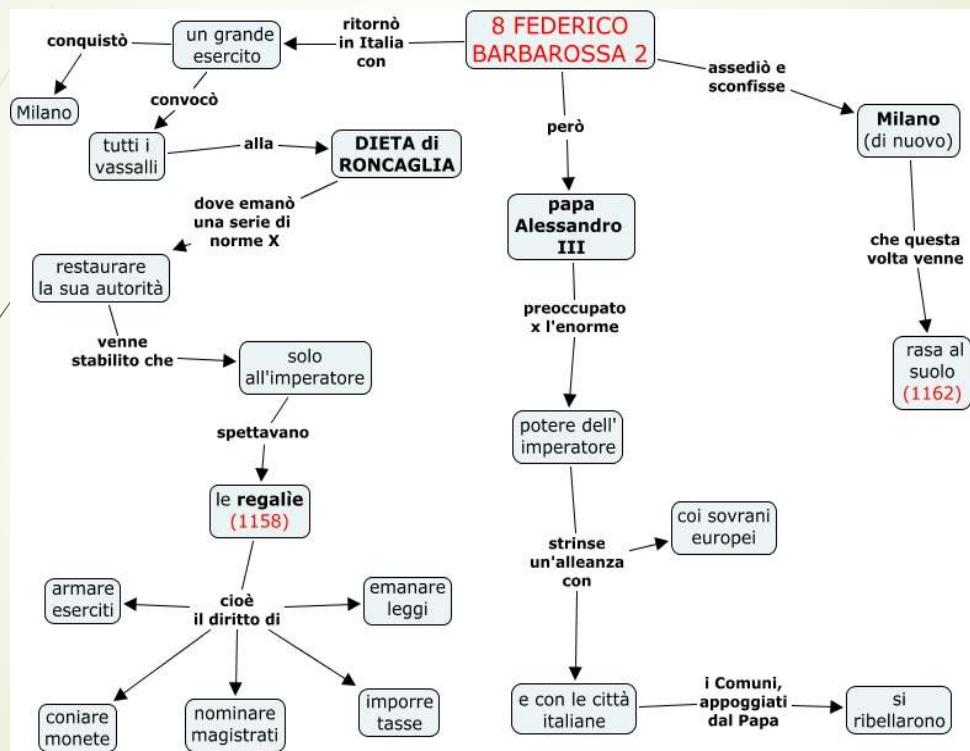 8 FEDERICO
BARBAROSSA 2
ritornò
in Italia
con
un grande
esercito
conquistò
Milano
convocò
tutti i
vassalli
alla
DIETA di
RONCAGLIA
dove emanò
una serie di
norme X
restaurare
la sua autorità
venne
stabilito che
solo
all'imperatore
spettavano
le regalìe
(1158)
cioè
il diritto di
armare
eserciti
coniare
monete
nominare
magistrati
imporre
tasse
emanare
leggi
però
papa
Alessandro
III
preoccupato
x l'enorme
potere dell'
imperatore
strinse
un'alleanza
con
coi sovrani
europei
e con le città
italiane
i Comuni,
appoggiati
dal Papa
si
ribellarono
assediò e
sconfisse
Milano
(di nuovo)
che questa
volta venne
rasa al
suolo
(1162)